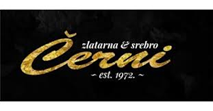 zlatarna & srebro
Černi
~ est. 1972. ~